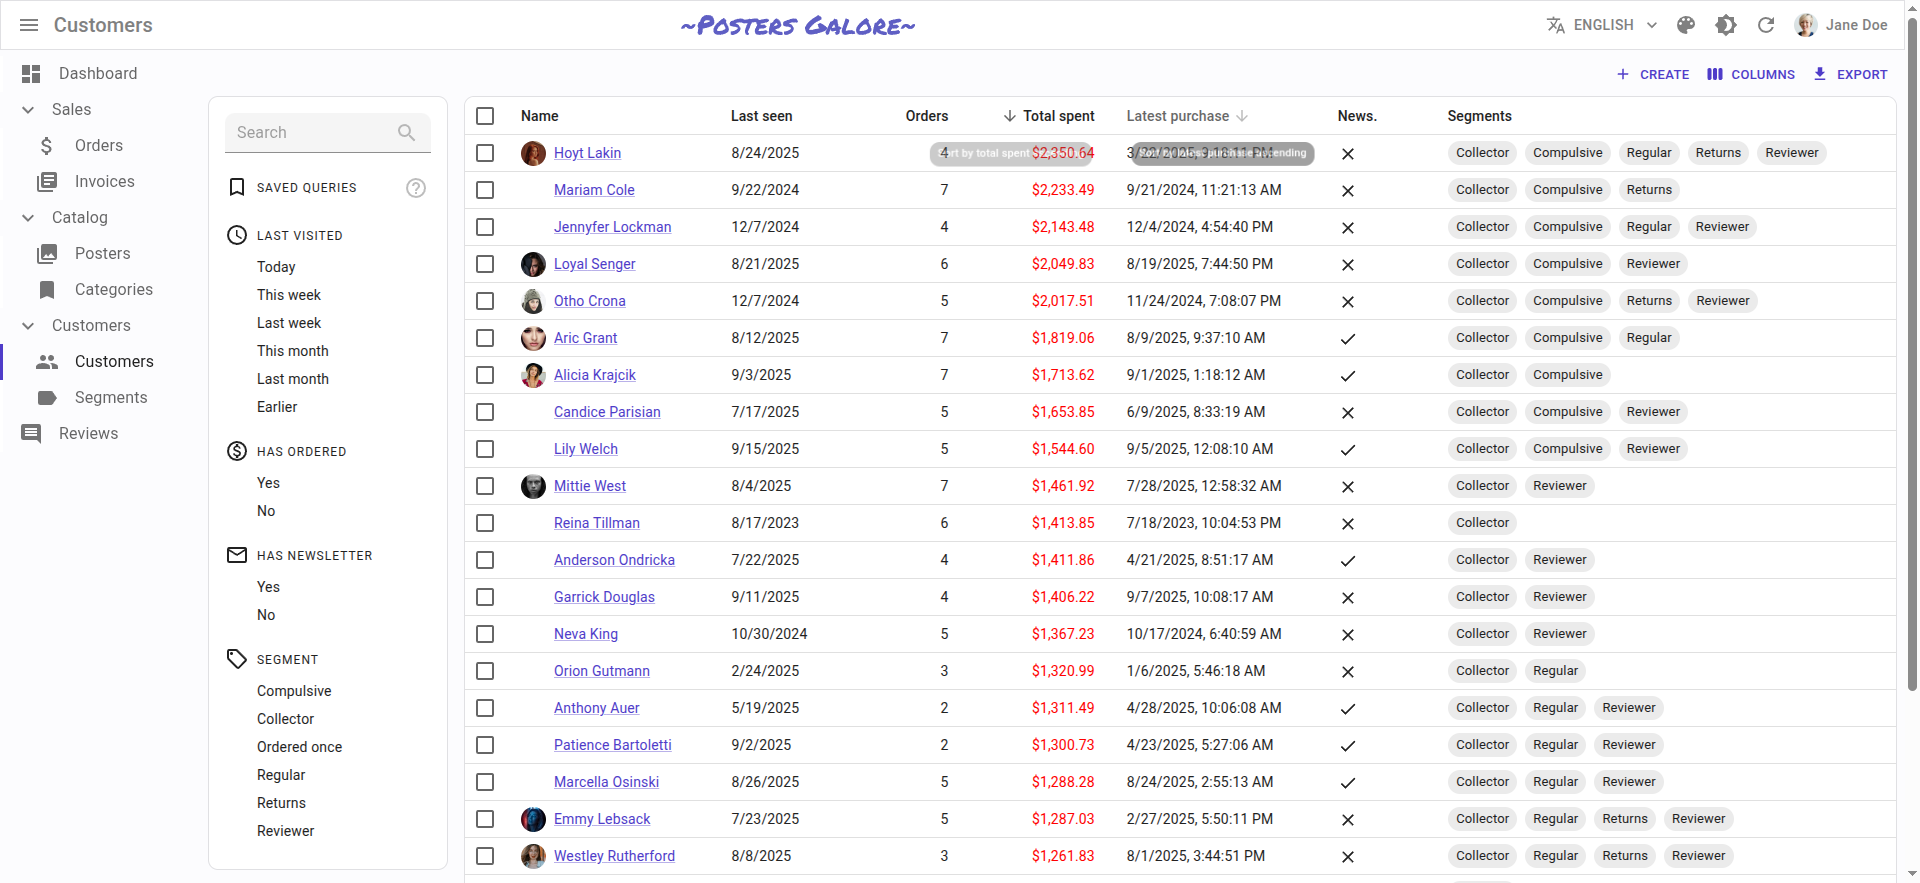 Customers
~Posters Galore~
ENGLISH
Jane Doe
Dashboard
Sales
Orders
Invoices
Catalog
Posters
Categories
Customers
Customers
Segments
Reviews
Search
SAVED QUERIES
LAST VISITED
Today
This week
Last week
This month
Last month
Earlier
HAS ORDERED
Yes
No
HAS NEWSLETTER
Yes
No
SEGMENT
Compulsive
Collector
Ordered once
Regular
Returns
Reviewer
CREATE COLUMNS EXPORT
Name Last seen Orders Total spent Latest purchase News. Segments
Hoyt Lakin 8/24/2025 4 $2,350.64 Collector Compulsive Regular Returns Reviewer
Mariam Cole 9/22/2024 7 $2,233.49 9/21/2024, 11:21:13 AM Collector Compulsive Returns
Jennyfer Lockman 12/7/2024 4 $2,143.48 12/4/2024, 4:54:40 PM Collector Compulsive Regular Reviewer
Loyal Senger 8/21/2025 6 $2,049.83 8/19/2025, 7:44:50 PM Collector Compulsive Reviewer
Otho Crona 12/7/2024 5 $2,017.51 11/24/2024, 7:08:07 PM Collector Compulsive Returns Reviewer
Aric Grant 8/12/2025 7 $1,819.06 8/9/2025, 9:37:10 AM Collector Compulsive Regular
Alicia Krajcik 9/3/2025 7 $1,713.62 9/1/2025, 1:18:12 AM Collector Compulsive
Candice Parisian 7/17/2025 5 $1,653.85 6/9/2025, 8:33:19 AM Collector Compulsive Reviewer
Lily Welch 9/15/2025 5 $1,544.60 9/5/2025, 12:08:10 AM Collector Compulsive Reviewer
Mittie West 8/4/2025 7 $1,461.92 7/28/2025, 12:58:32 AM Collector Reviewer
Reina Tillman 8/17/2023 6 $1,413.85 7/18/2023, 10:04:53 PM Collector
Anderson Ondricka 7/22/2025 4 $1,411.86 4/21/2025, 8:51:17 AM Collector Reviewer
Garrick Douglas 9/11/2025 4 $1,406.22 9/7/2025, 10:08:17 AM Collector Reviewer
Neva King 10/30/2024 5 $1,367.23 10/17/2024, 6:40:59 AM Collector Reviewer
Orion Gutmann 2/24/2025 3 $1,320.99 1/6/2025, 5:46:18 AM Collector Regular
Anthony Auer 5/19/2025 2 $1,311.49 4/28/2025, 10:06:08 AM Collector Regular Reviewer
Patience Bartoletti 9/2/2025 2 $1,300.73 4/23/2025, 5:27:06 AM Collector Regular Reviewer
Marcella Osinski 8/26/2025 5 $1,288.28 8/24/2025, 2:55:13 AM Collector Regular Reviewer
Emmy Lebsack 7/23/2025 5 $1,287.03 2/27/2025, 5:50:11 PM Collector Regular Returns Reviewer
Westley Rutherford 8/8/2025 3 $1,261.83 8/1/2025, 3:44:51 PM Collector Regular Returns Reviewer